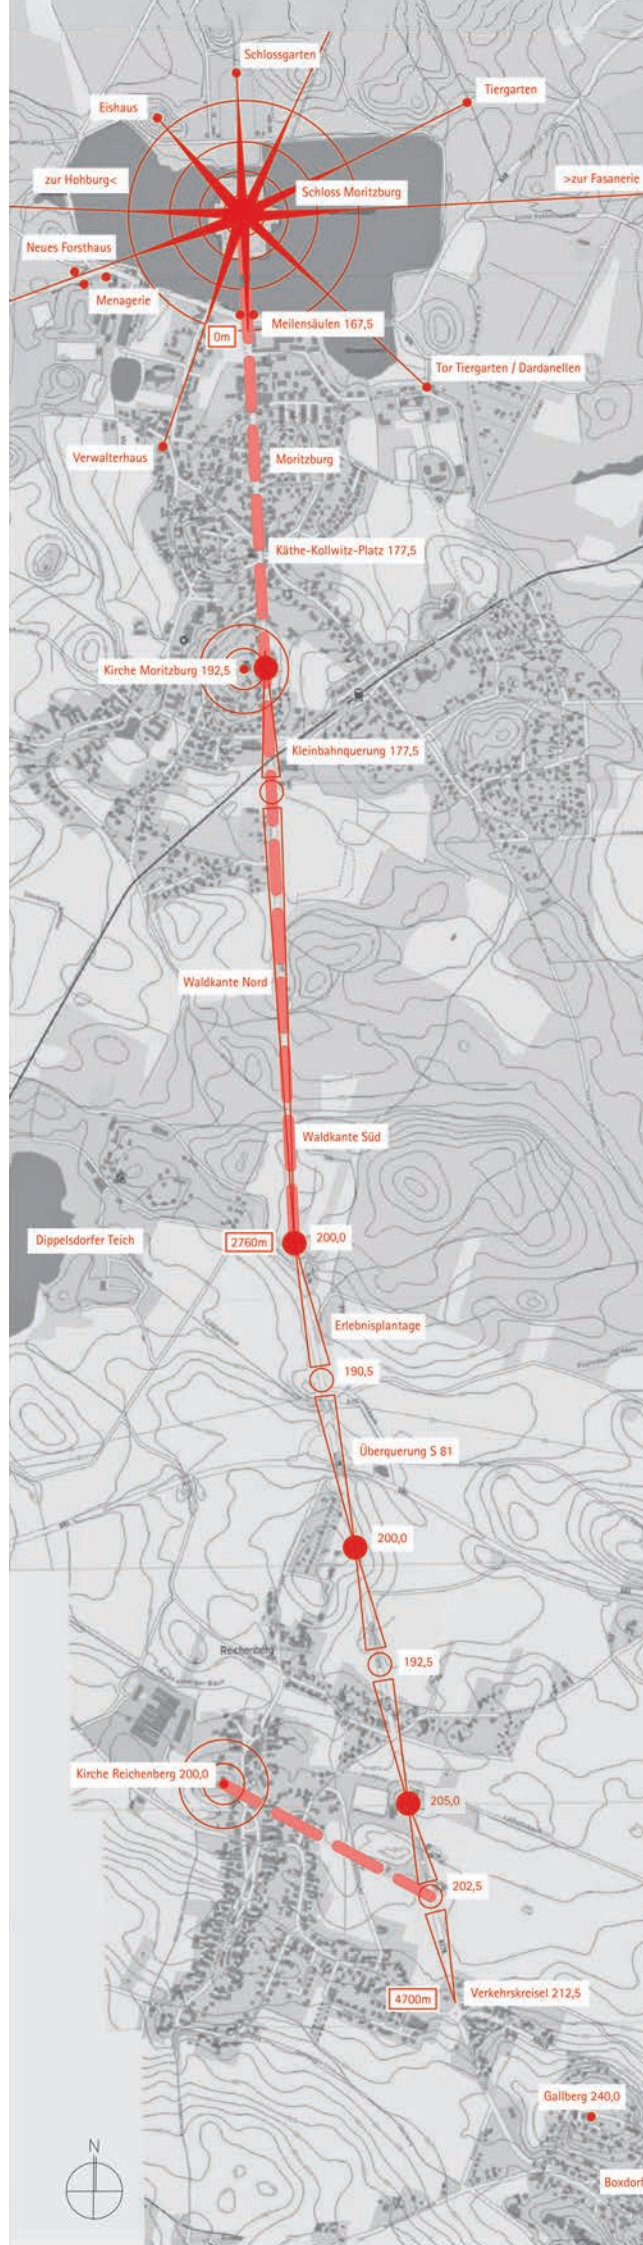 Schlossgarten
Tiergarten
Eishaus
zur Hohburg<
Schloss Moritzburg
>zur Fasanerie
Neues Forsthaus
Menagerie
Meilensäulen 167,5
0m
Tor Tiergarten / Dardanellen
Verwalterhaus
Moritzburg
Käthe-Kollwitz-Platz 177,5
Kirche Moritzburg 192,5
Kleinbahnquerung 177,5
Waldkante Nord
Waldkante Süd
Dippelsdorfer Teich
2760m
200,0
Erlebnisplantage
190,5
Überquerung S 81
200,0
Reichenberg
192,5
Kirche Reichenberg 200,0
205,0
202,5
4700m
Verkehrskreisel 212,5
Gallberg 240,0
N
Boxdorf